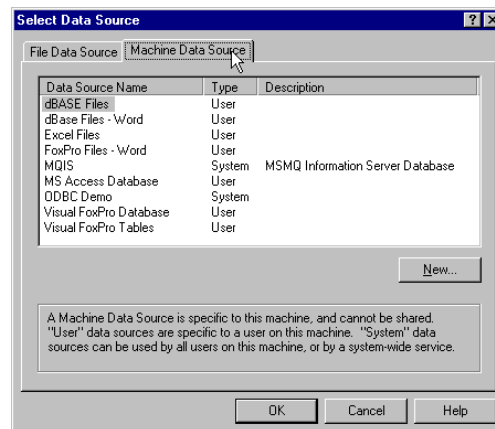 Select Data Source
File Data Source Machine Data Source
Data Source Name Type Description
dBASE Files User
dBase Files - Word User
Excel Files User
FoxPro Files - Word User
MQIS System MSMQ Information Server Database
MS Access Database User
ODBC Demo System
Visual FoxPro Database User
Visual FoxPro Tables User
New...
A Machine Data Source is specific to this machine, and cannot be shared.
"User" data sources are specific to a user on this machine. "System" data
sources can be used by all users on this machine, or by a system-wide service.
OK Cancel Help